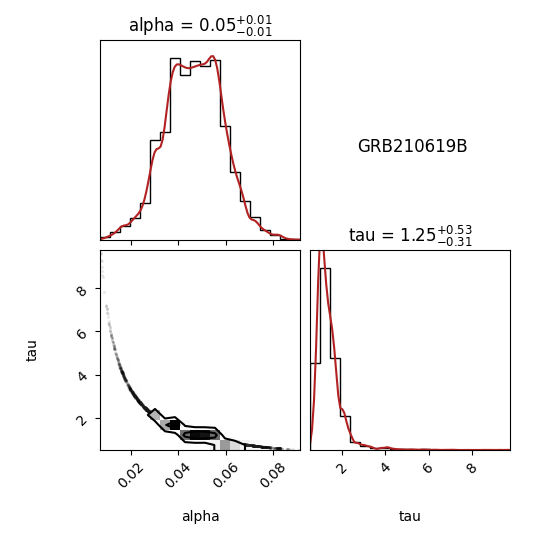 alpha = 0.05+0.01 −0.01
GRB210619B
tau = 1.25+0.53 −0.31
8
6
4
2
tau
0.02 0.04 0.06 0.08
2 4 6 8
alpha
tau